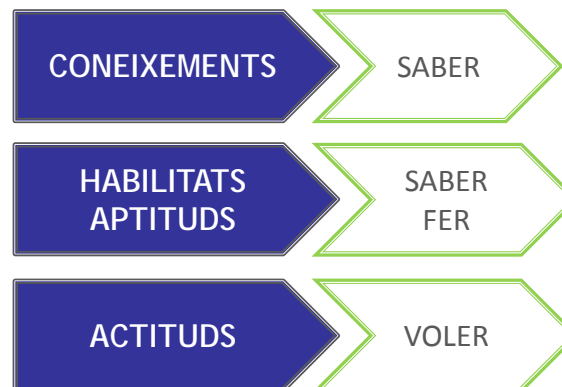 CONEIXEMENTS
SABER
HABILITATS
APTITUDS
SABER
FER
ACTITUDS
VOLER